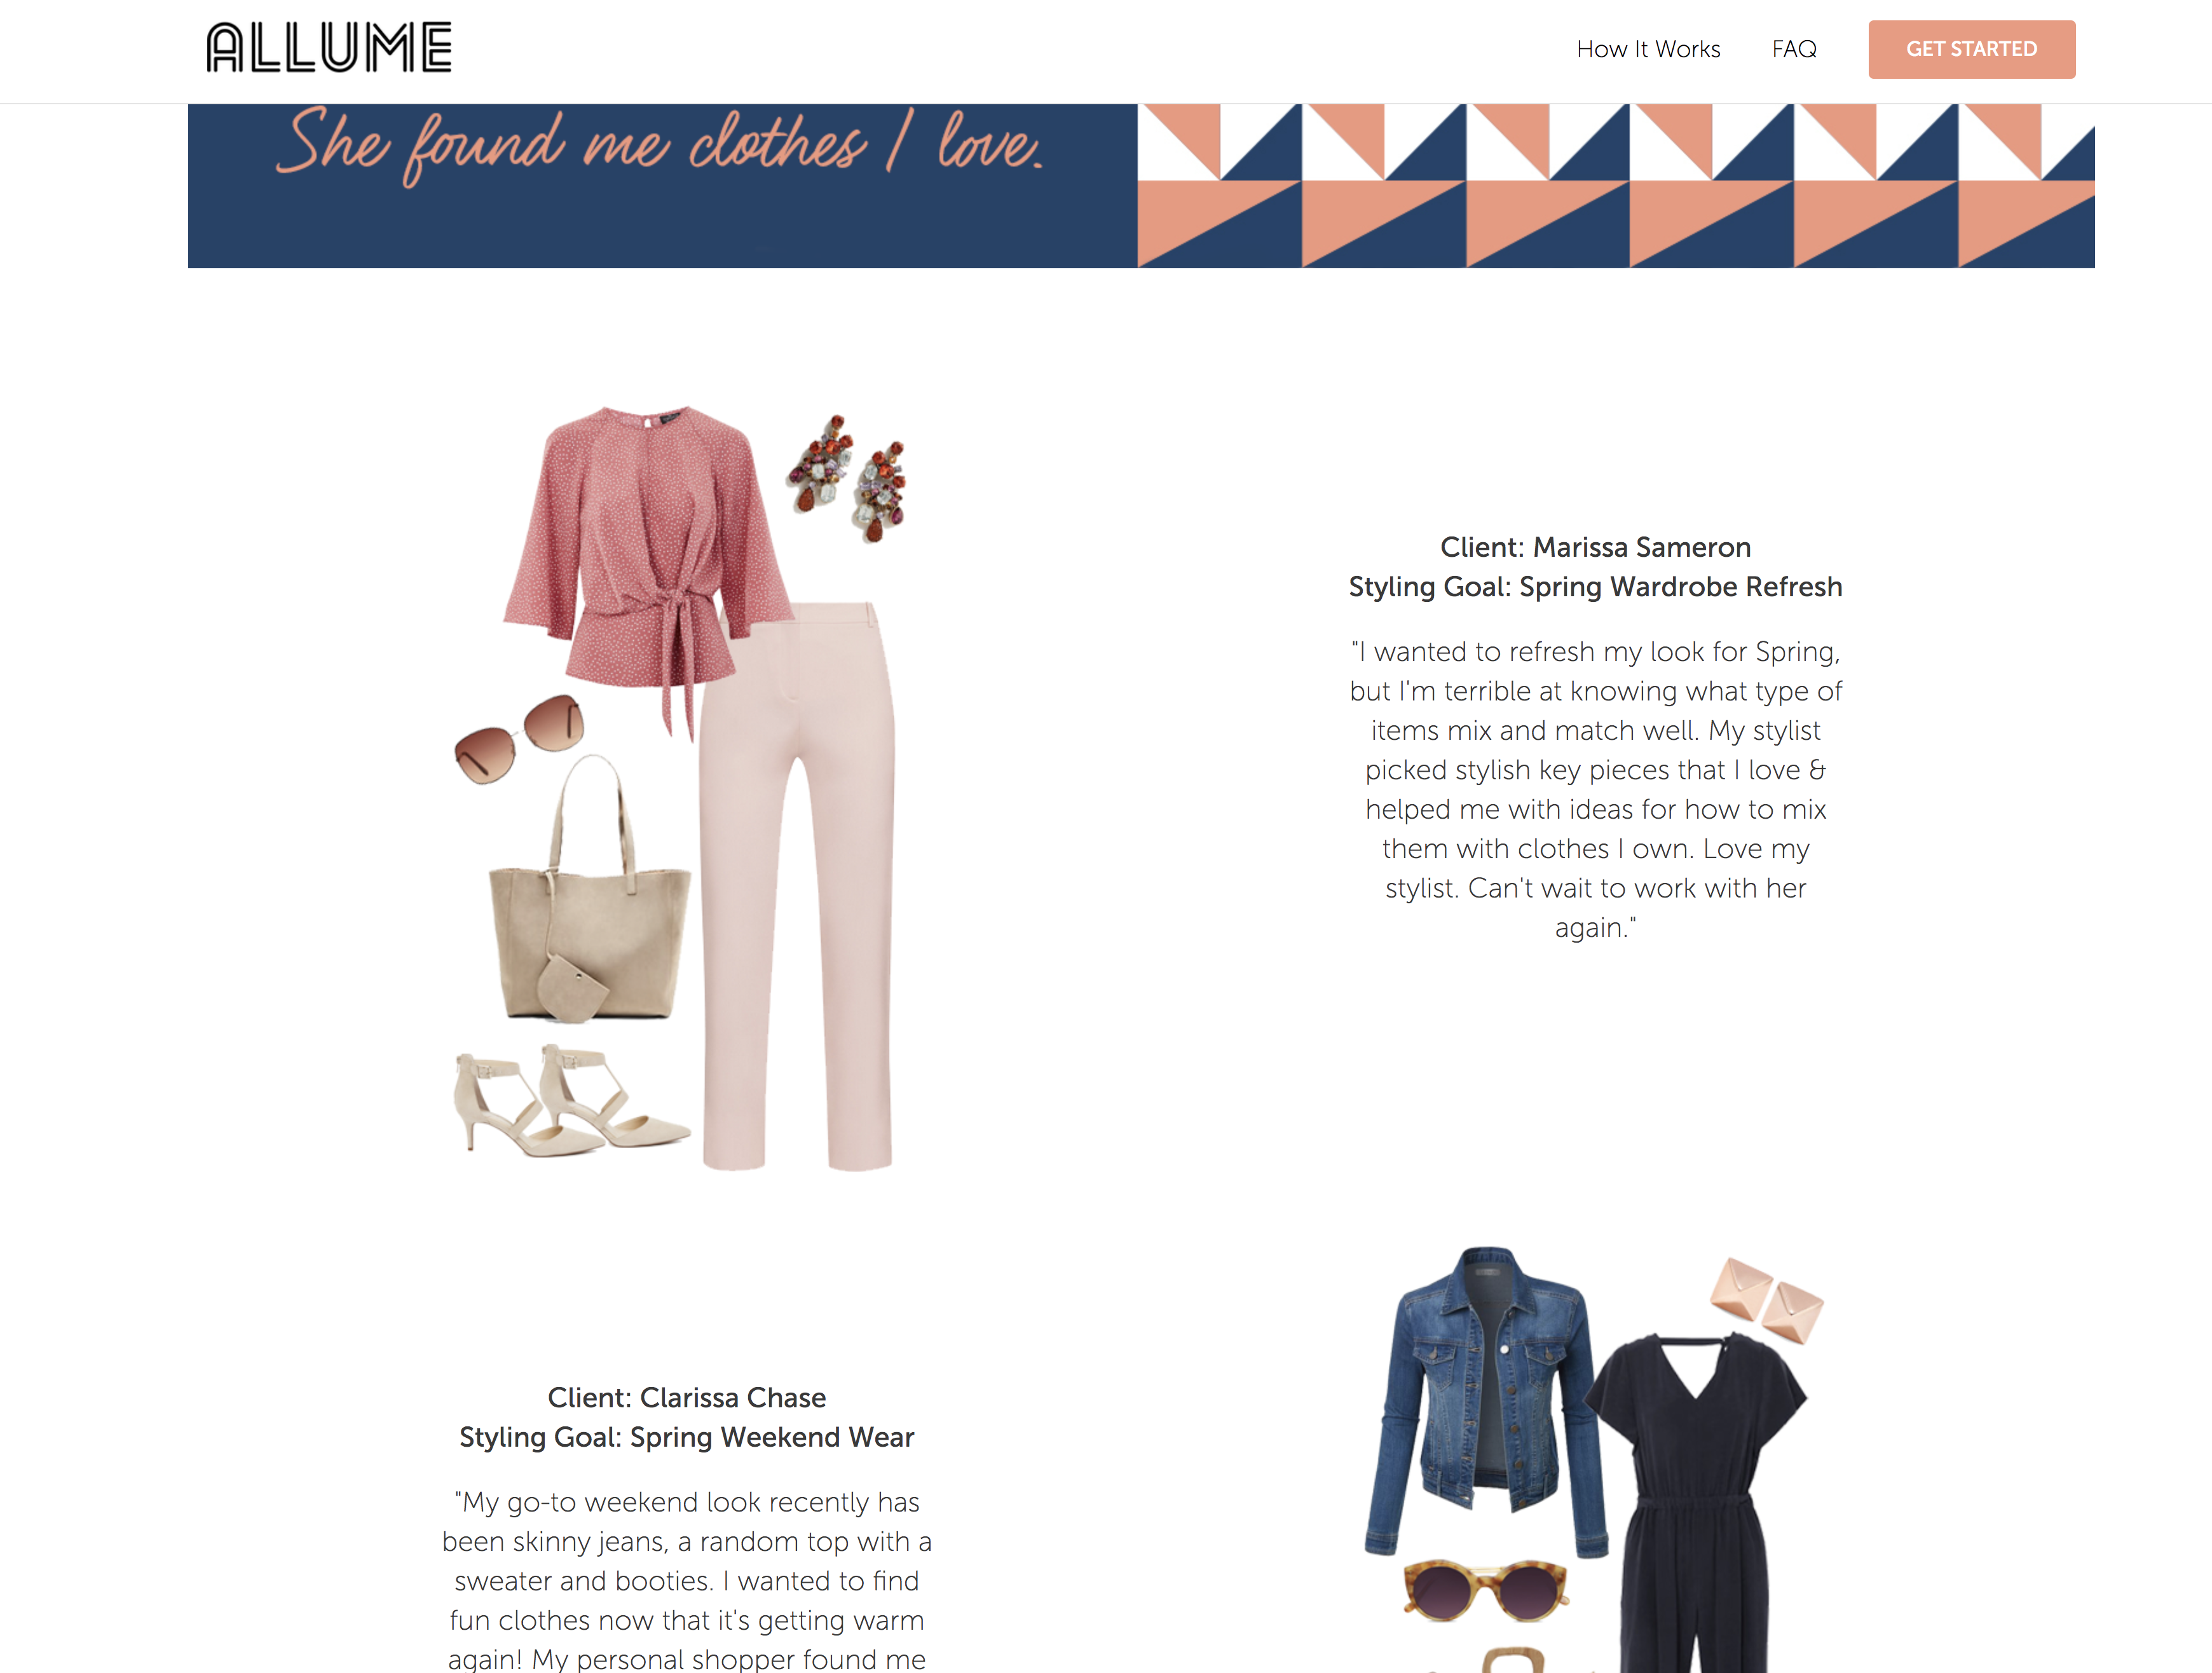 ALLUME
How It Works
FAQ
GET STARTED
She found me clothes I love.
Client: Marissa Sameron
Styling Goal: Spring Wardrobe Refresh
"I wanted to refresh my look for Spring,
but I'm terrible at knowing what type of
items mix and match well. My stylist
picked stylish key pieces that I love &
helped me with ideas for how to mix
them with clothes I own. Love my
stylist. Can't wait to work with her
again."
Client: Clarissa Chase
Styling Goal: Spring Weekend Wear
"My go-to weekend look recently has
been skinny jeans, a random top with a
sweater and booties. I wanted to find
fun clothes now that it's getting warm
again! My personal shopper found me